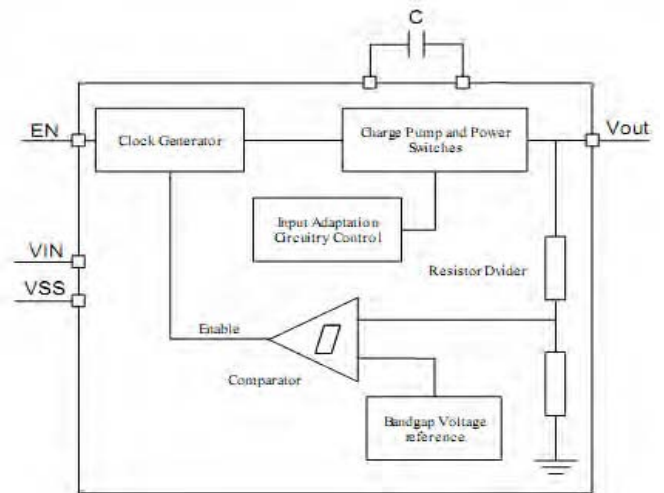 C
EN
Clock Generator
Charge Pump and Power
Switches
Vout
Input Adaptation
Circuitry Control
VIN
VSS
Resistor Dvider
Enable
Comparator
Bandgap Voltage
reference